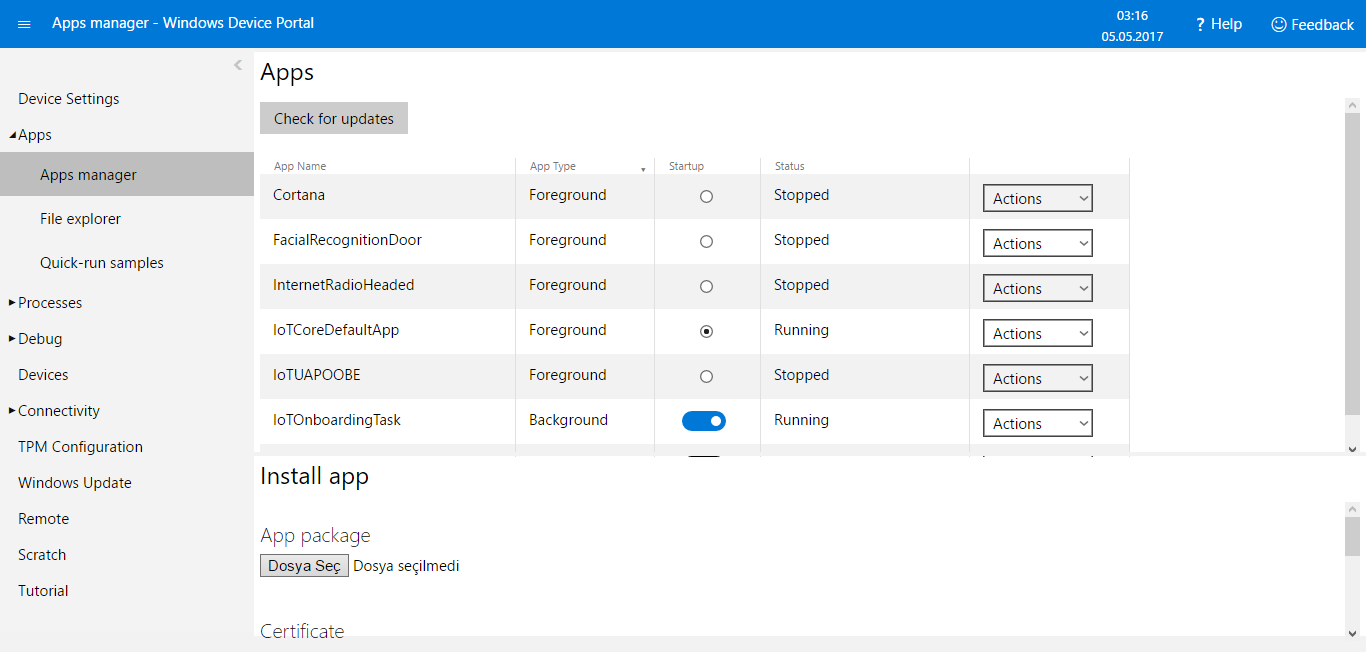 Apps manager - Windows Device Portal
03:16
05.05.2017
? Help
Feedback
Device Settings
Apps
Apps manager
File explorer
Quick-run samples
Processes
Debug
Devices
Connectivity
TPM Configuration
Windows Update
Remote
Scratch
Tutorial
Apps
Check for updates
App Name App Type Startup Status
Cortana Foreground Stopped Actions
FacialRecognitionDoor Foreground Stopped Actions
InternetRadioHeaded Foreground Stopped Actions
IoTCoreDefaultApp Foreground Running Actions
IoTUAPOOBE Foreground Stopped Actions
IoTOnboardingTask Background Running Actions
Install app
App package
Dosya Seç Dosya seçilmedi
Certificate